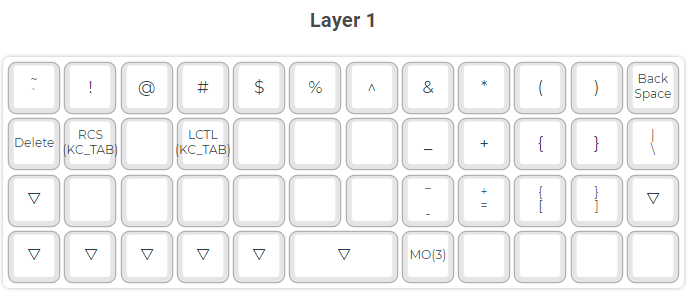 Layer 1
~ ! @ # $ % ^ & * ( ) Back
` Space
Delete RCS LCTL _ + { } |
(KC_TAB) (KC_TAB) \
▽ _ + { } ▽
- = [ ]
▽ ▽ ▽ ▽ ▽ ▽ MO(3)